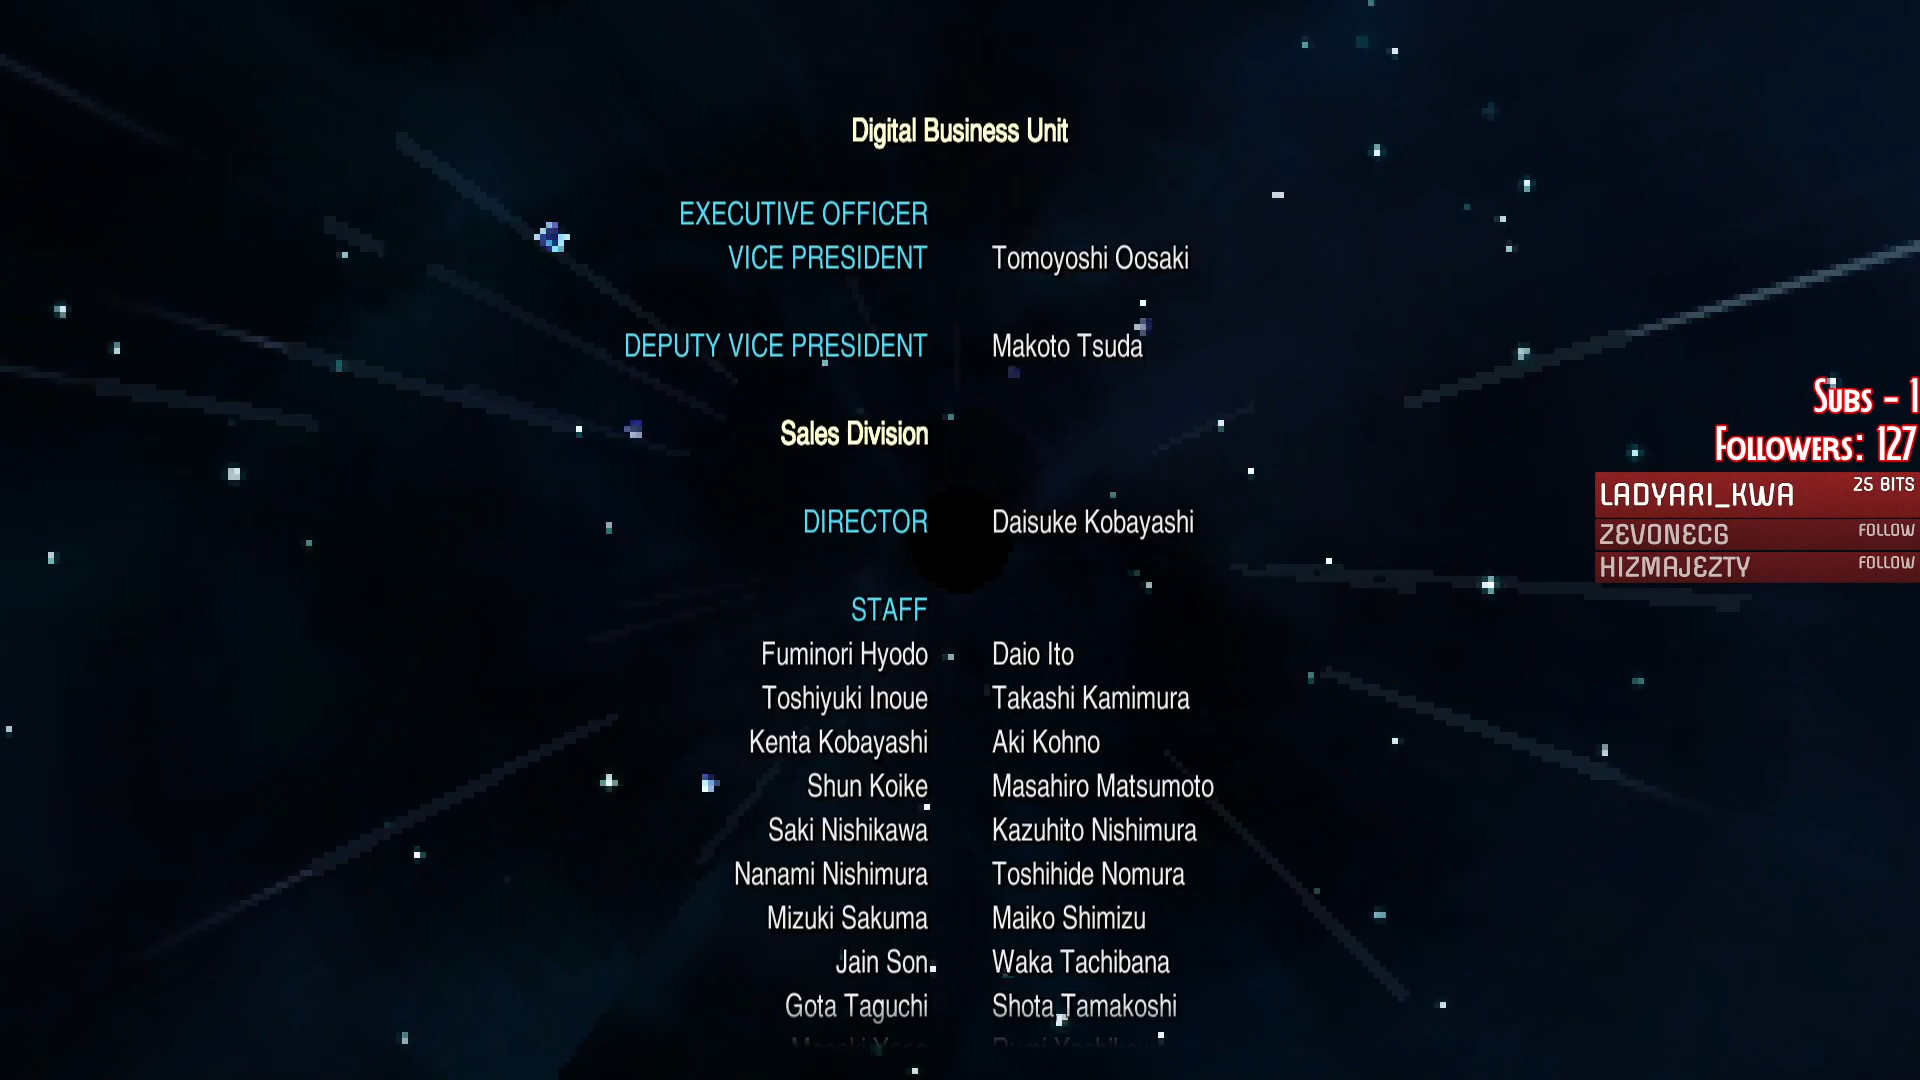 Digital Business Unit
EXECUTIVE OFFICER
VICE PRESIDENT Tomoyoshi Oosaki
DEPUTY VICE PRESIDENT Makoto Tsuda
Sales Division
DIRECTOR Daisuke Kobayashi
STAFF
Fuminori Hyodo Daio Ito
Toshiyuki Inoue Takashi Kamimura
Kenta Kobayashi Aki Kohno
Shun Koike Masahiro Matsumoto
Saki Nishikawa Kazuhito Nishimura
Nanami Nishimura Toshihide Nomura
Mizuki Sakuma Maiko Shimizu
Jain Son Waka Tachibana
Gota Taguchi Shota Tamakoshi
Subs - 1
Followers: 127
LADYARI_KWA 25 BITS
ZEVONECG FOLLOW
HIZMAJEZTY FOLLOW